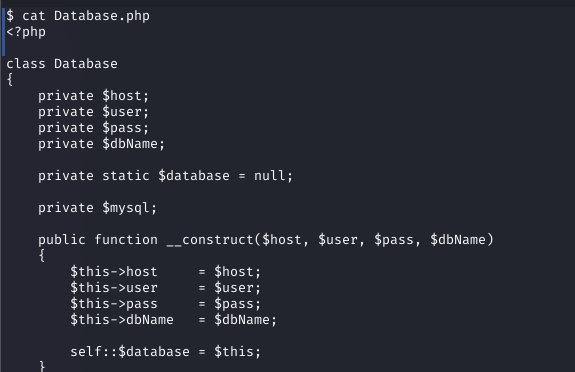 $ cat Database.php
<?php
class Database
{
    private $host;
    private $user;
    private $pass;
    private $dbName;
    private static $database = null;
    private $mysql;
    public function __construct($host, $user, $pass, $dbName)
    {
        $this->host     = $host;
        $this->user     = $user;
        $this->pass     = $pass;
        $this->dbName   = $dbName;
        self::$database = $this;
    }